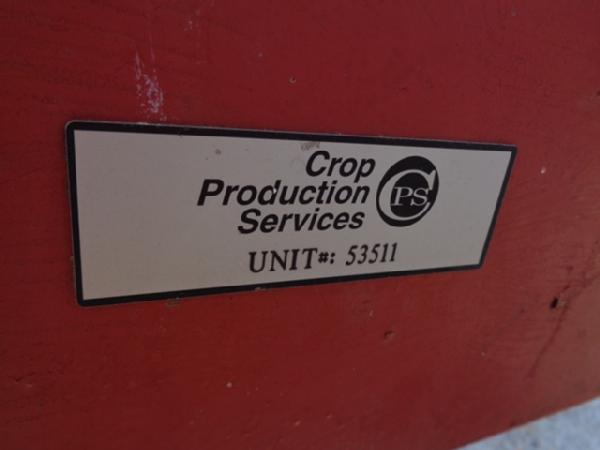 Crop
Production
Services
CPS
UNIT#: 53511